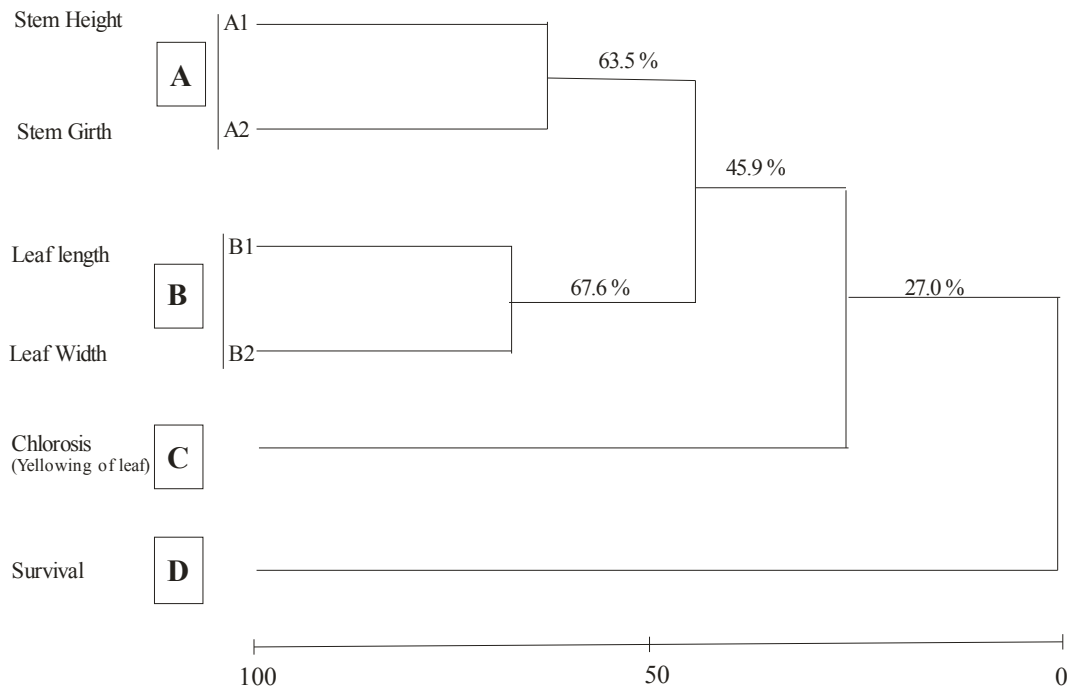 Stem Height
A1
A
63.5 %
Stem Girth
A2
45.9 %
Leaf length
B1
B
67.6 %
27.0 %
Leaf Width
B2
Chlorosis
(Yellowing of leaf)
C
Survival
D
100
50
0